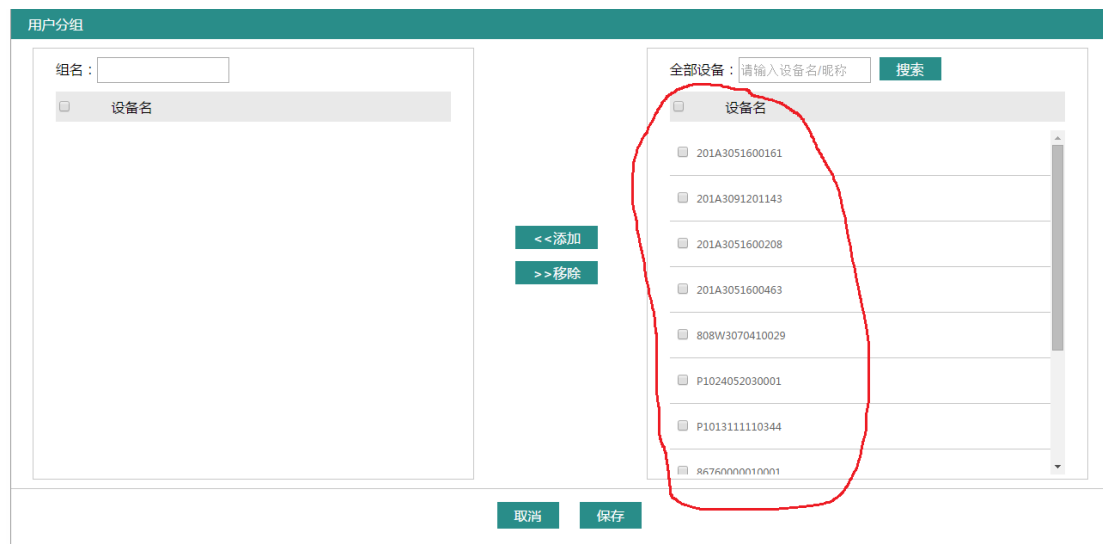 用户分组
组名：
设备名
<<添加
>>移除
全部设备：请输入设备名/昵称 搜索
设备名
201A3051600161
201A3091201143
201A3051600208
201A3051600463
808W3070410029
P1024052030001
P1013111110344
86760000010001
取消 保存